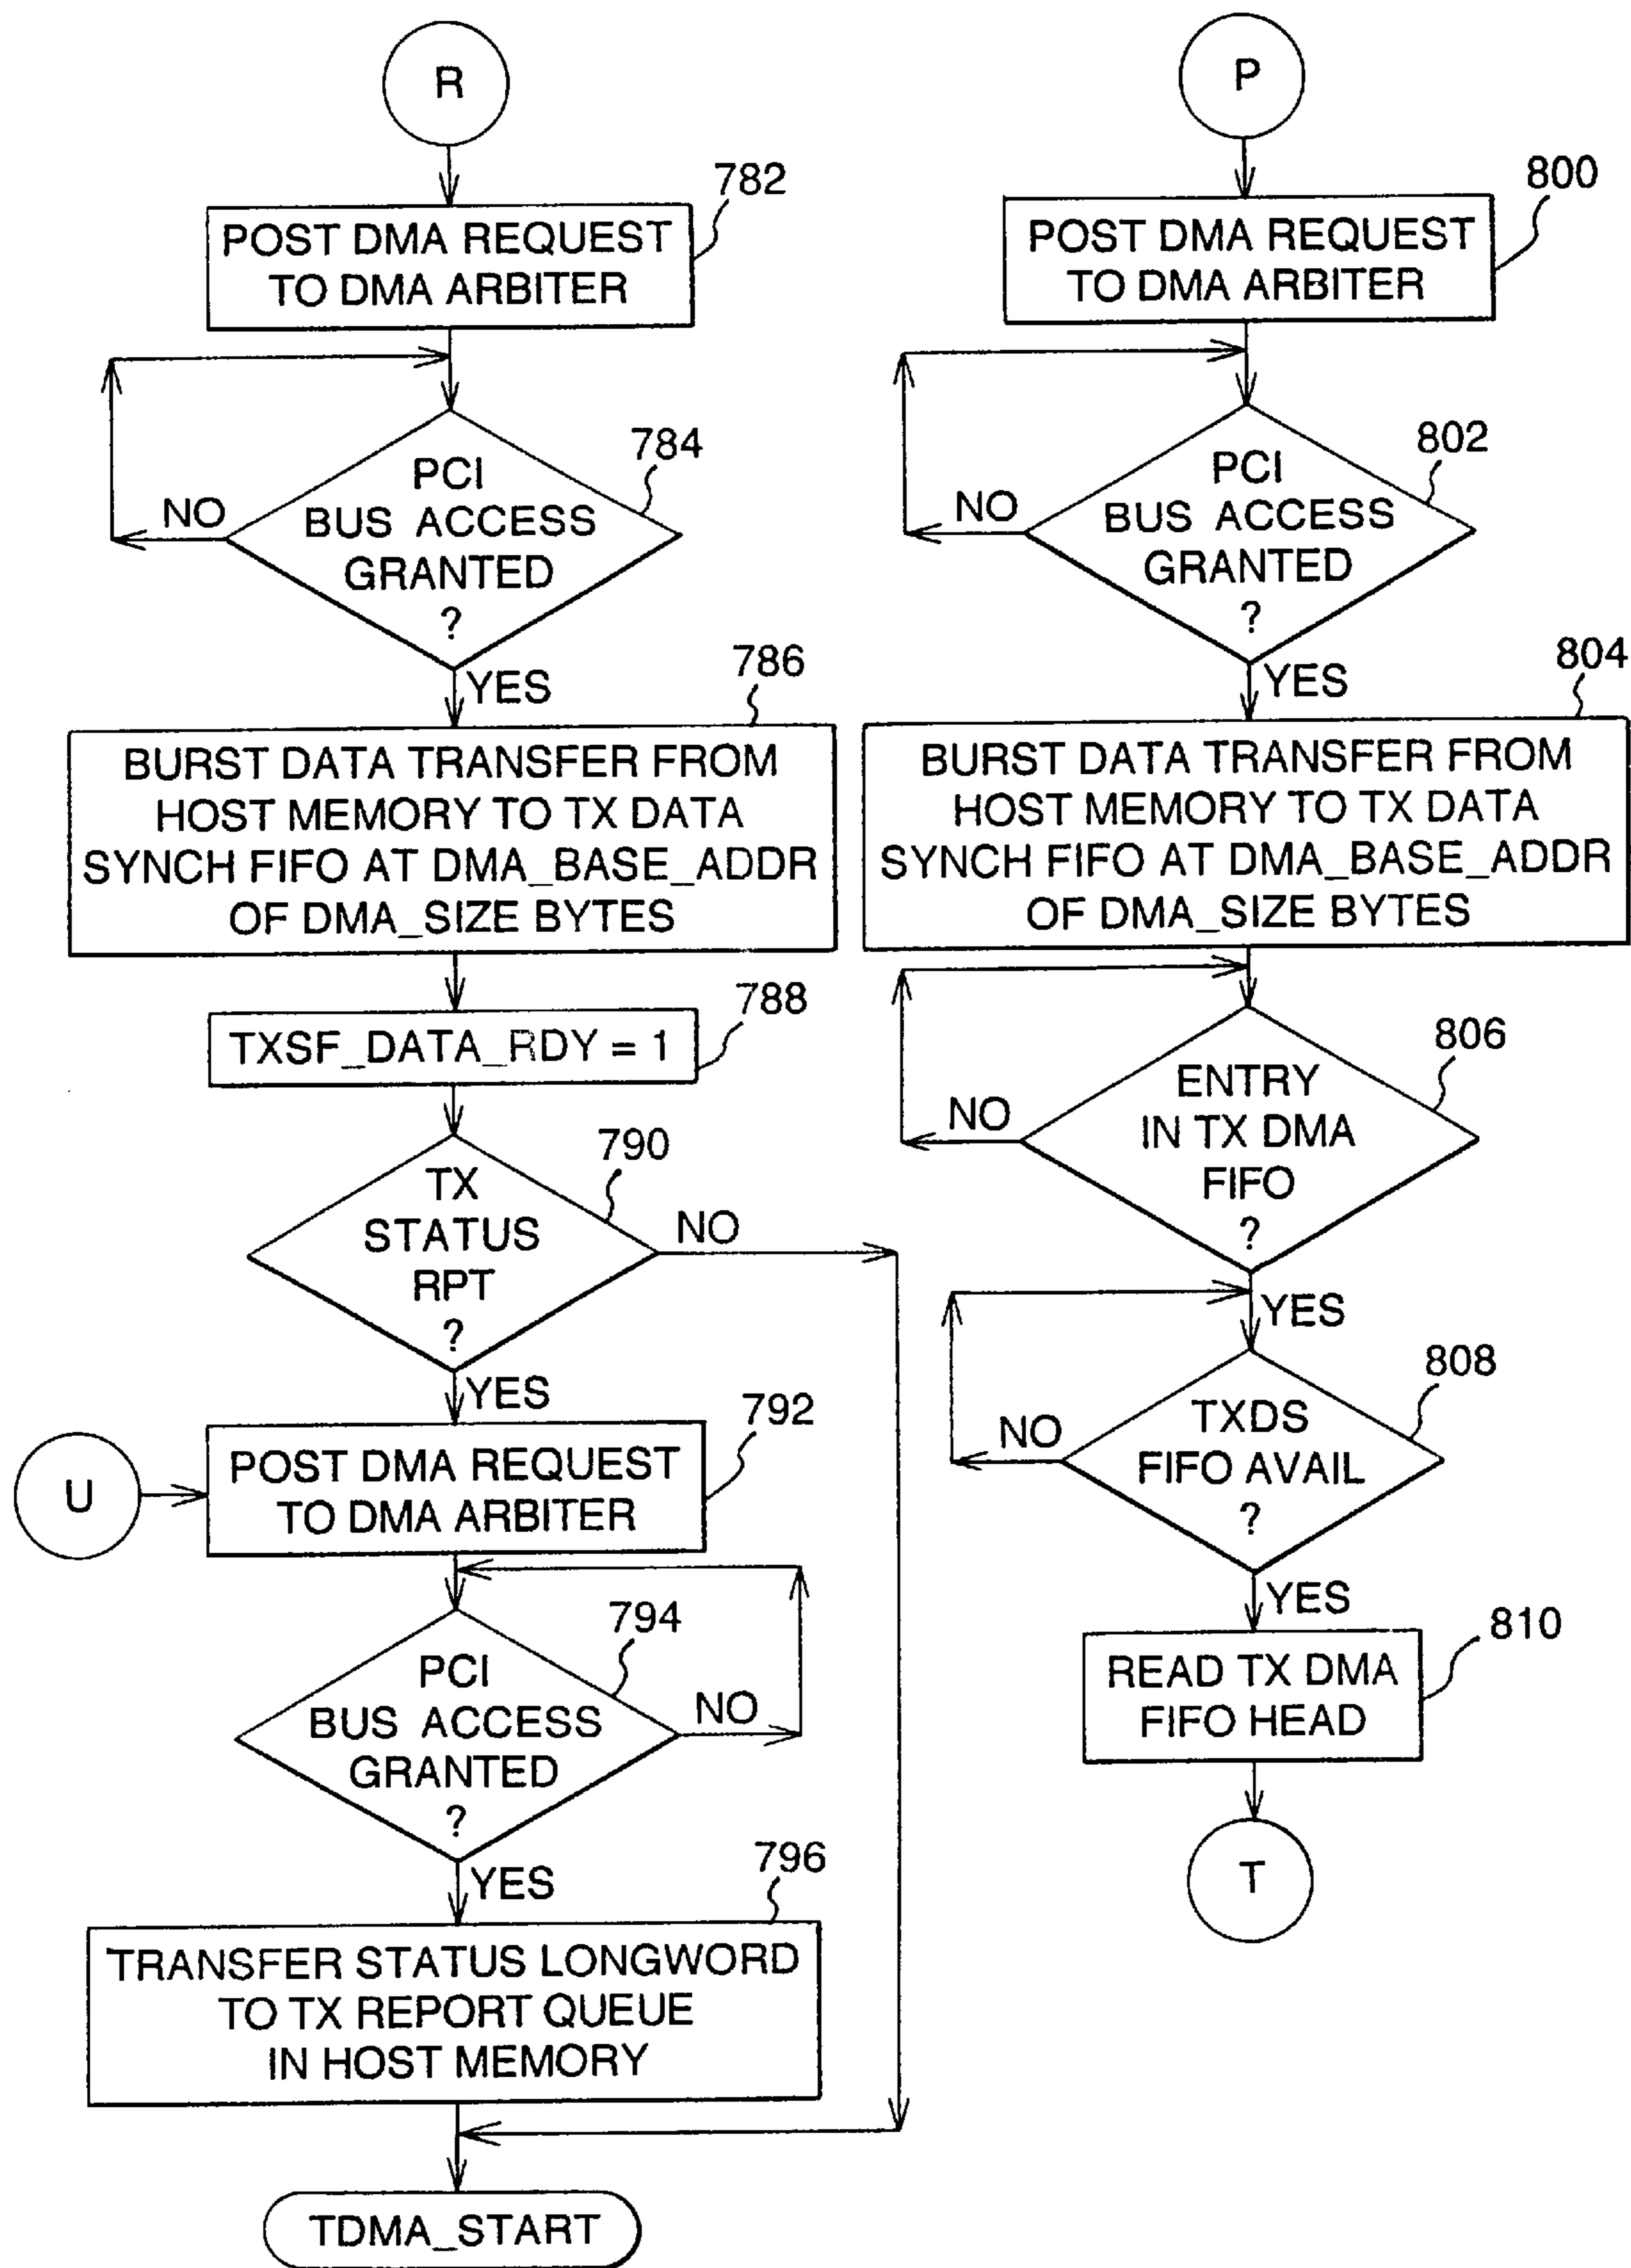 R
782
POST DMA REQUEST
TO DMA ARBITER
784
PCI
BUS ACCESS
GRANTED
?
NO
YES
786
BURST DATA TRANSFER FROM
HOST MEMORY TO TX DATA
SYNCH FIFO AT DMA_BASE_ADDR
OF DMA_SIZE BYTES
788
TXSF_DATA_RDY = 1
790
TX
STATUS
RPT
?
NO
YES
792
U
POST DMA REQUEST
TO DMA ARBITER
794
PCI
BUS ACCESS
GRANTED
?
NO
YES
796
TRANSFER STATUS LONGWORD
TO TX REPORT QUEUE
IN HOST MEMORY
TDMA_START
P
800
POST DMA REQUEST
TO DMA ARBITER
802
PCI
BUS ACCESS
GRANTED
?
NO
YES
804
BURST DATA TRANSFER FROM
HOST MEMORY TO TX DATA
SYNCH FIFO AT DMA_BASE_ADDR
OF DMA_SIZE BYTES
806
ENTRY
IN TX DMA
FIFO
?
NO
YES
808
TXDS
FIFO AVAIL
?
NO
YES
810
READ TX DMA
FIFO HEAD
T